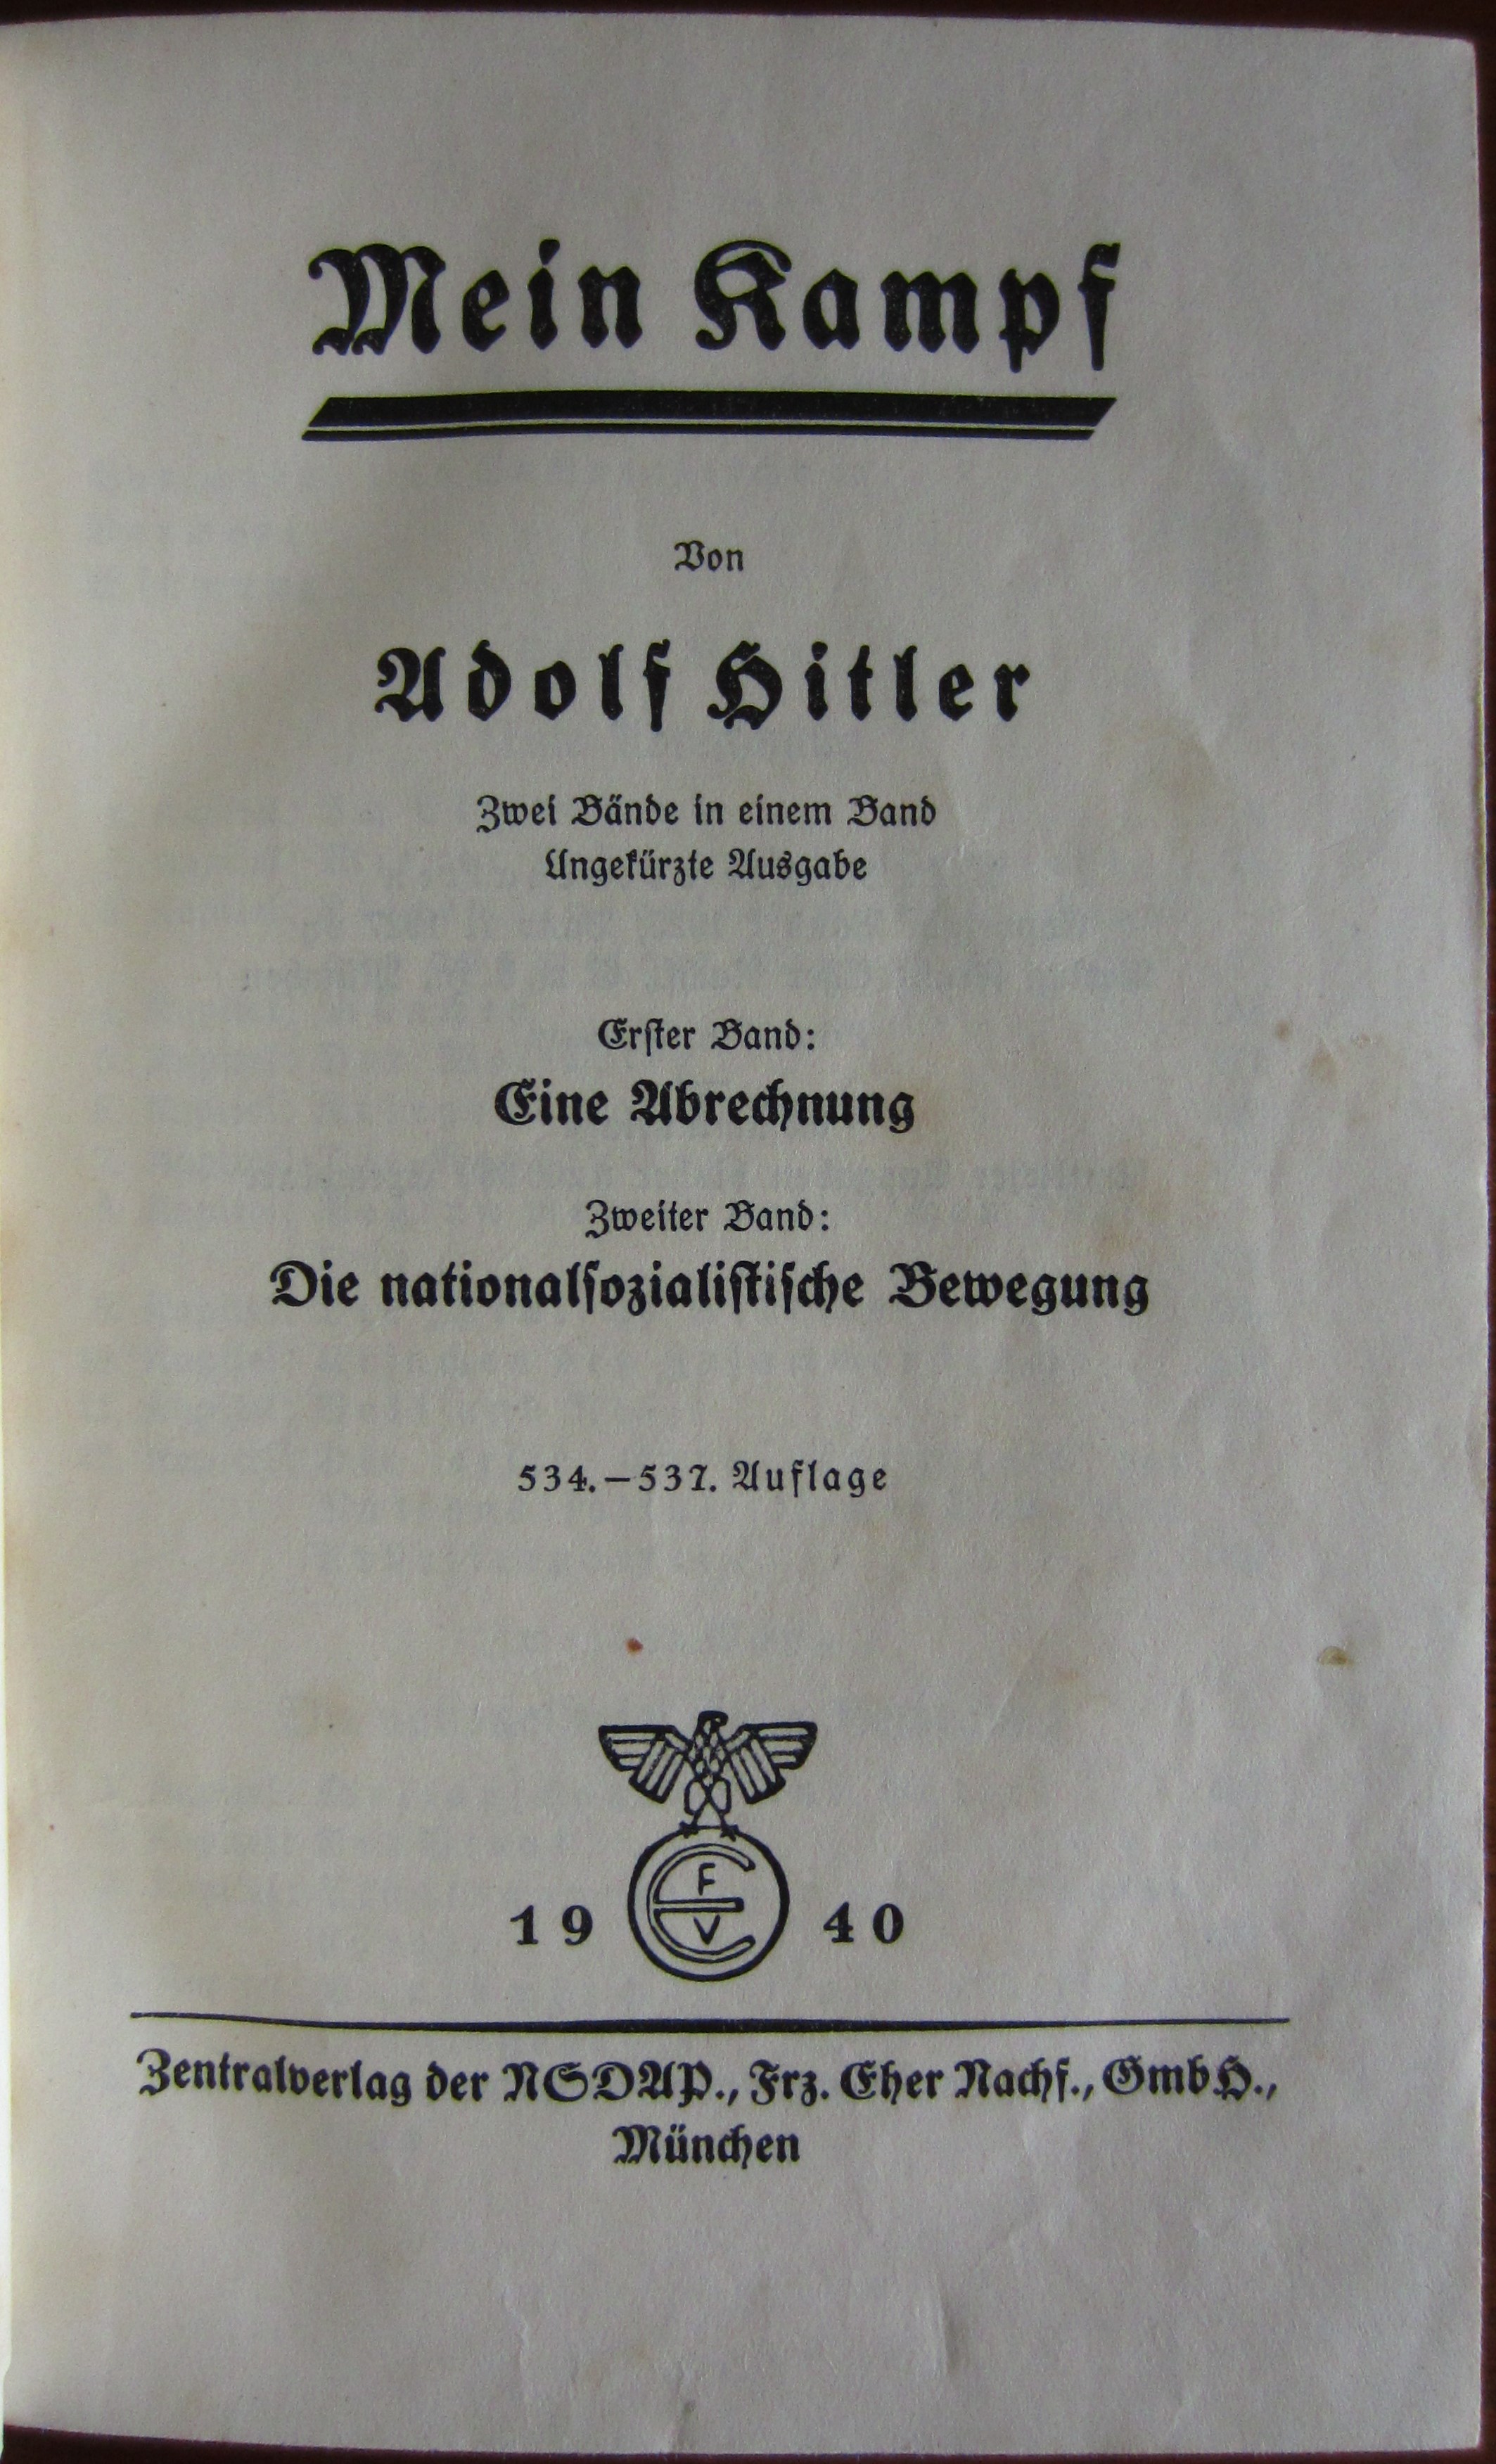 Mein Kampf
Von
Adolf Hitler
Zwei Bände in einem Band
Ungekürzte Ausgabe
Erſter Band:
Eine Abrechnung
Zweiter Band:
Die nationalſozialiſtiſche Bewegung
534.–537. Auflage
F
E
V
19 40
Zentralverlag der NSDAP., Frz. Eher Nachf., GmbH.,
München